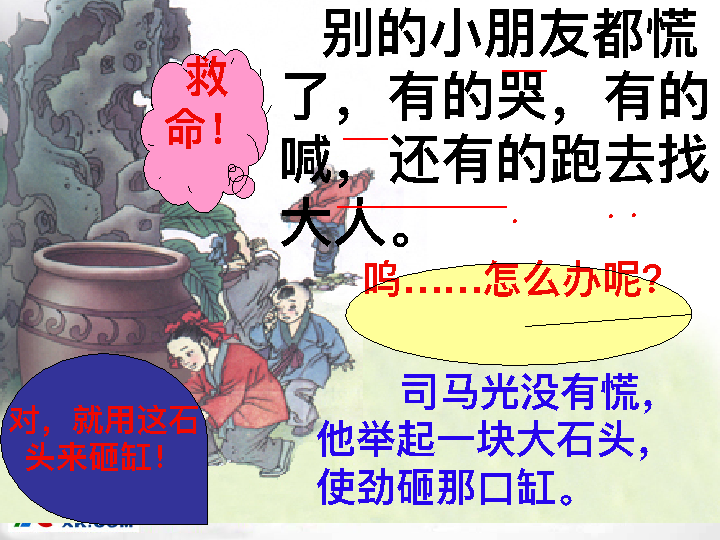 别的小朋友都慌
了，有的哭，有的
喊，还有的跑去找
大人。
救
命！
呜……怎么办呢？
司马光没有慌，
他举起一块大石头，
使劲砸那口缸。
对，就用这石
头来砸缸！